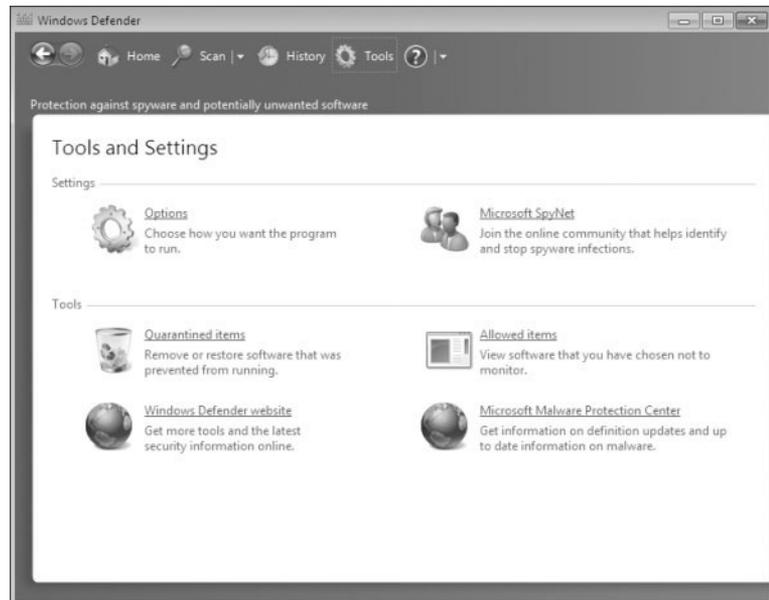 Windows Defender
Home Scan History Tools ?
Protection against spyware and potentially unwanted software
Tools and Settings
Settings
Options
Choose how you want the program
to run.
Microsoft SpyNet
Join the online community that helps identify
and stop spyware infections.
Tools
Quarantined items
Remove or restore software that was
prevented from running.
Allowed items
View software that you have chosen not to
monitor.
Windows Defender website
Get more tools and the latest
security information online.
Microsoft Malware Protection Center
Get information on definition updates and up
to date information on malware.